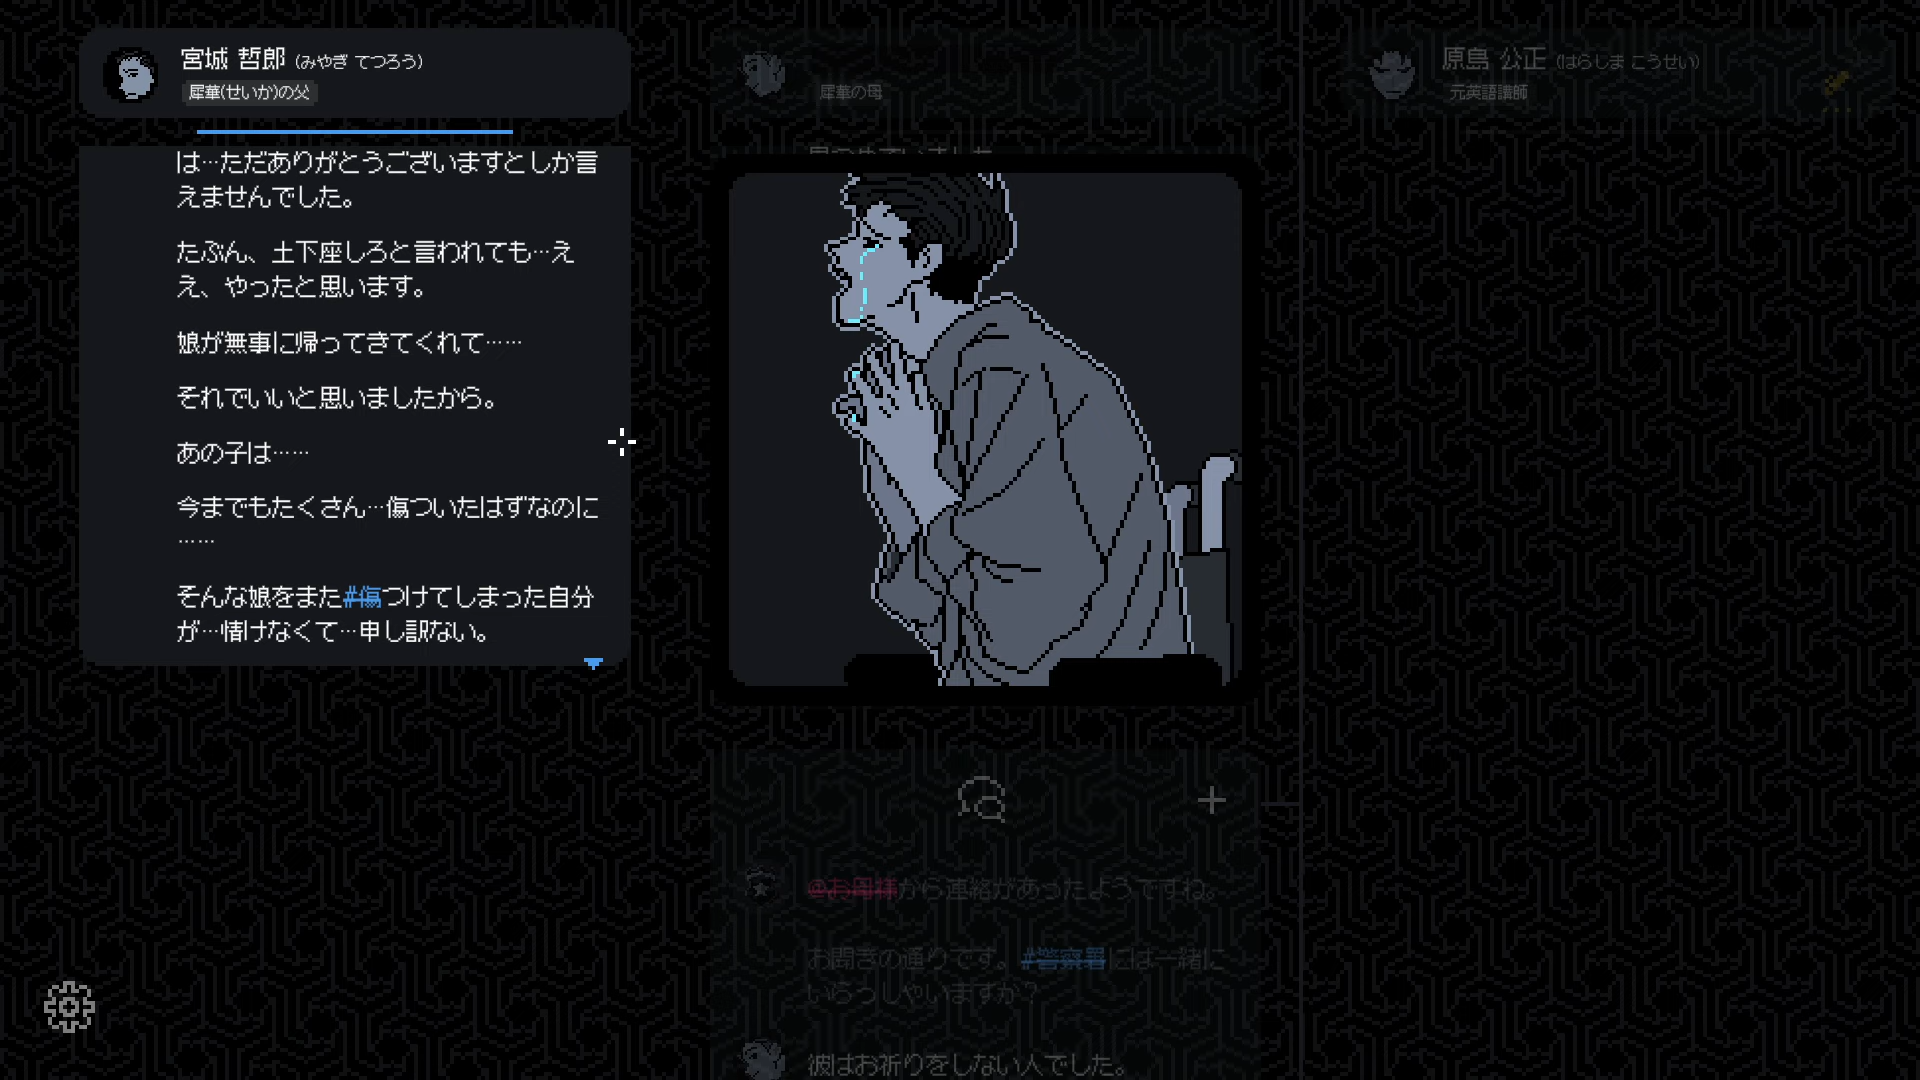 宮城 哲郎 (みやぎ てつろう)
犀華(せいか)の父
は…ただありがとうございますとしか言
えませんでした。
たぶん、土下座しろと言われても…え
え、やったと思います。
娘が無事に帰ってきてくれて……
それでいいと思いましたから。
あの子は……
今までもたくさん…傷ついたはずなのに
……
そんな娘をまた#傷つけてしまった自分
が…情けなくて…申し訳ない。
犀華の母
@お母様から連絡があったようですね。
お聞きの通りです。#警察署には一緒に
いらっしゃいますか？
彼はお祈りをしない人でした。
原島 公正 (はらしま こうせい)
元英語講師